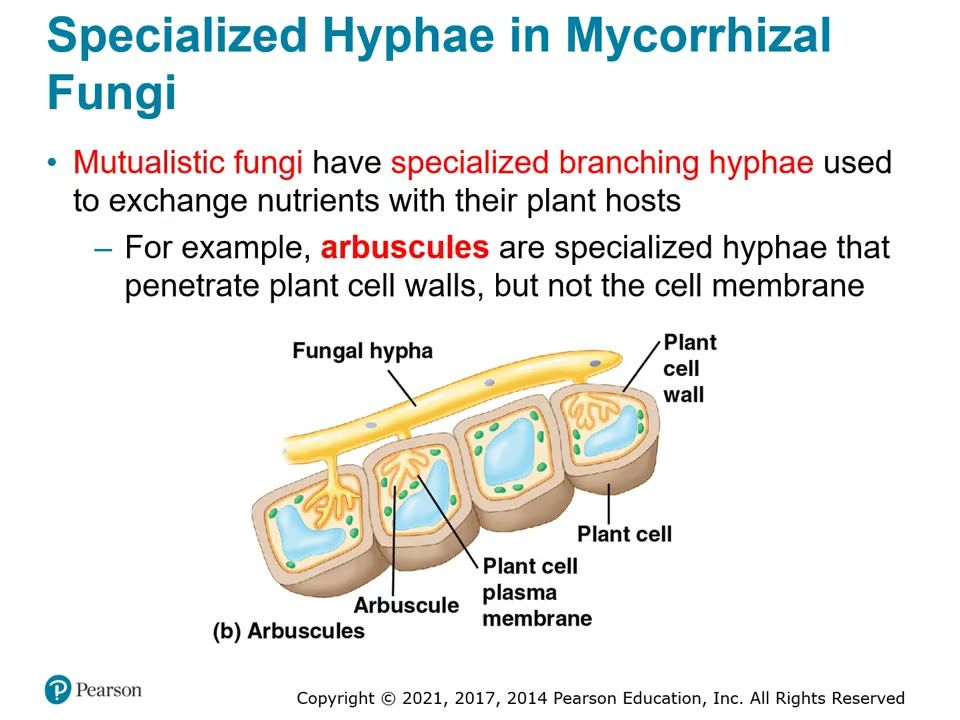 Specialized Hyphae in Mycorrhizal
Fungi
• Mutualistic fungi have specialized branching hyphae used
to exchange nutrients with their plant hosts
– For example, arbuscules are specialized hyphae that
penetrate plant cell walls, but not the cell membrane
Fungal hypha
Plant
cell
wall
Plant cell
Plant cell
plasma
membrane
Arbuscule
(b) Arbuscules
P Pearson
Copyright © 2021, 2017, 2014 Pearson Education, Inc. All Rights Reserved